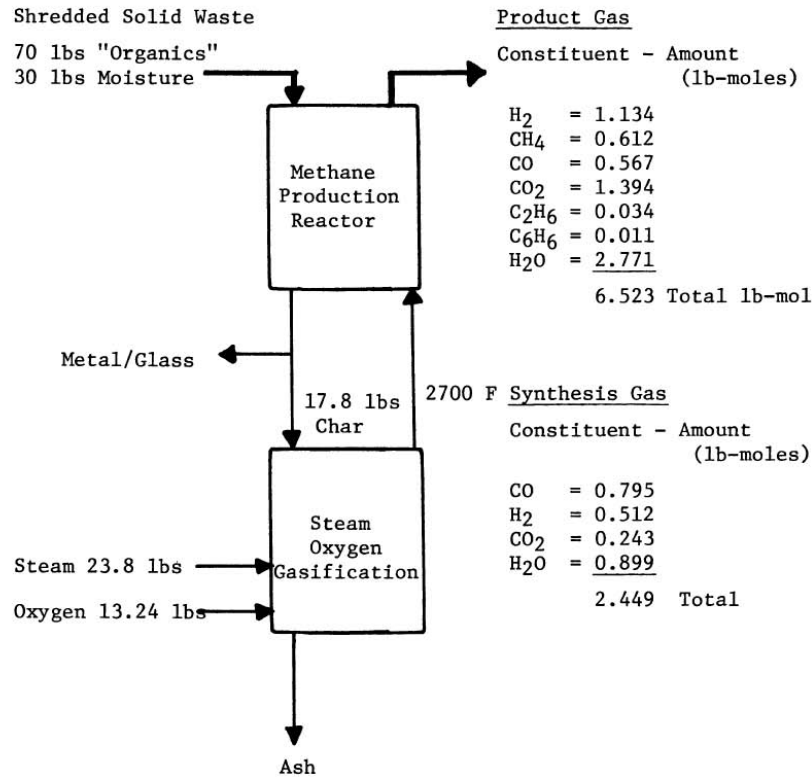 Shredded Solid Waste
70 lbs "Organics"
30 lbs Moisture
Product Gas
Constituent - Amount
(lb-moles)
H2 = 1.134
CH4 = 0.612
CO = 0.567
CO2 = 1.394
C2H6 = 0.034
C6H6 = 0.011
H2O = 2.771
6.523 Total lb-mol
Methane
Production
Reactor
Metal/Glass
17.8 lbs
Char
2700 F Synthesis Gas
Constituent - Amount
(lb-moles)
CO = 0.795
H2 = 0.512
CO2 = 0.243
H2O = 0.899
2.449 Total
Steam
Oxygen
Gasification
Steam 23.8 lbs
Oxygen 13.24 lbs
Ash